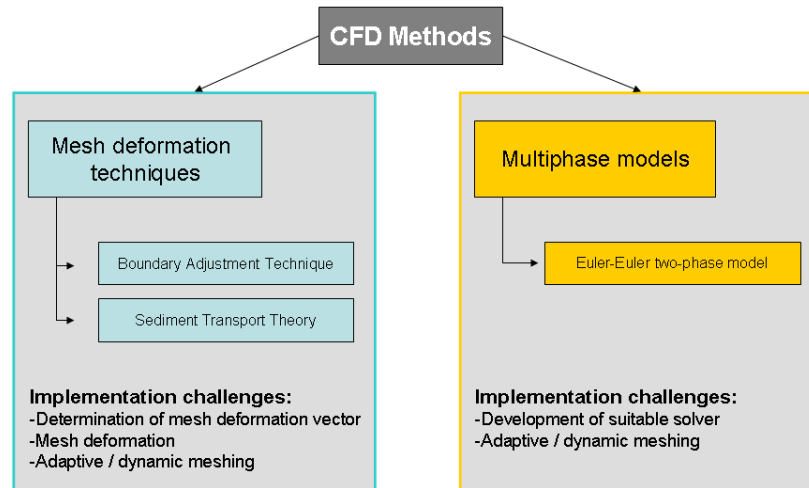 CFD Methods
Mesh deformation
techniques
Boundary Adjustment Technique
Sediment Transport Theory
Implementation challenges:
-Determination of mesh deformation vector
-Mesh deformation
-Adaptive / dynamic meshing
Multiphase models
Euler-Euler two-phase model
Implementation challenges:
-Development of suitable solver
-Adaptive / dynamic meshing